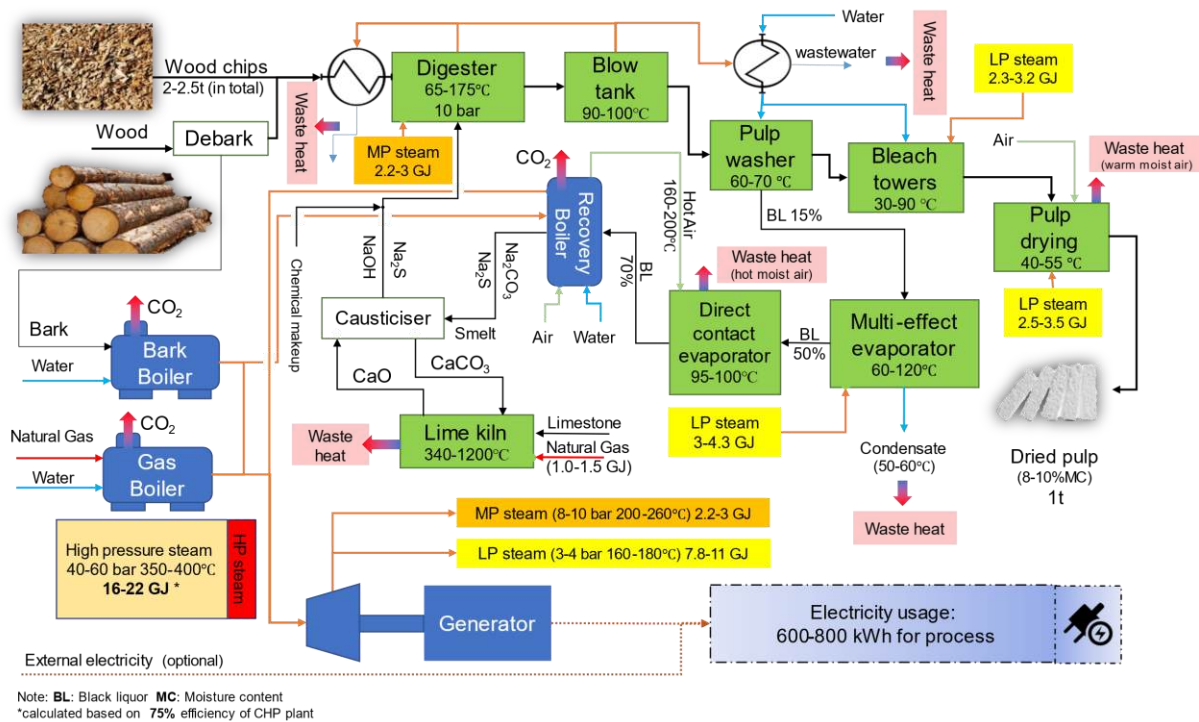 Wood chips
2-2.5t (in total)
Wood
Debark
Waste heat
Digester
65-175℃
10 bar
MP steam
2.2-3 GJ
Blow
tank
90-100℃
Water
wastewater
Waste heat
LP steam
2.3-3.2 GJ
Pulp
washer
60-70 ℃
Bleach
towers
30-90 ℃
Air
Waste heat
(warm moist air)
Pulp
drying
40-55 ℃
LP steam
2.5-3.5 GJ
CO2
Recovery
Boiler
Hot Air
160-200℃
BL 15%
Chemical makeup
NaOH
Na2S
Na2CO3
Na2S
Smelt
Air
Water
BL
70%
Waste heat
(hot moist air)
Direct
contact
evaporator
95-100℃
BL
50%
Multi-effect
evaporator
60-120℃
LP steam
3-4.3 GJ
Condensate
(50-60℃)
Waste heat
Dried pulp
(8-10%MC)
1t
Causticiser
CaO
CaCO3
Waste
heat
Lime kiln
340-1200℃
Limestone
Natural Gas
(1.0-1.5 GJ)
CO2
Bark
Water
Bark
Boiler
CO2
Natural Gas
Water
Gas
Boiler
High pressure steam
40-60 bar 350-400℃
16-22 GJ *
HP steam
MP steam (8-10 bar 200-260℃) 2.2-3 GJ
LP steam (3-4 bar 160-180℃) 7.8-11 GJ
Generator
Electricity usage:
600-800 kWh for process
External electricity (optional)
Note: BL: Black liquor MC: Moisture content
*calculated based on 75% efficiency of CHP plant